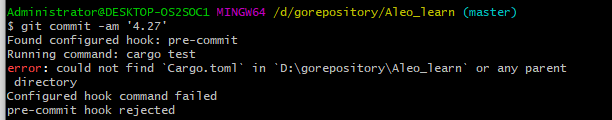 Administrator@DESKTOP-OS2SOC1 MINGW64 /d/gorepository/Aleo_learn (master)
$ git commit -am '4.27'
Found configured hook: pre-commit
Running command: cargo test
error: could not find `Cargo.toml` in `D:\gorepository\Aleo_learn` or any parent
 directory
Configured hook command failed
pre-commit hook rejected